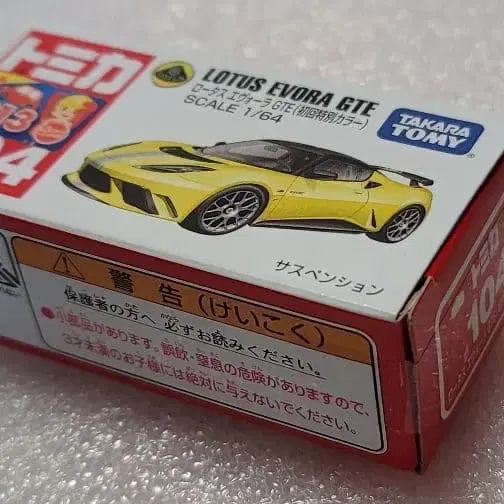 トミカ
LOTUS EVORA GTE
ロータス エヴォーラ GTE(初回特別カラー)
SCALE 1/64
TAKARA
TOMY
サスペンション
警告(けいこく)
保護者の方へ 必ずお読みください。
●小部品があります。誤飲・窒息の危険がありますので、
3才未満のお子様には絶対に与えないでください。